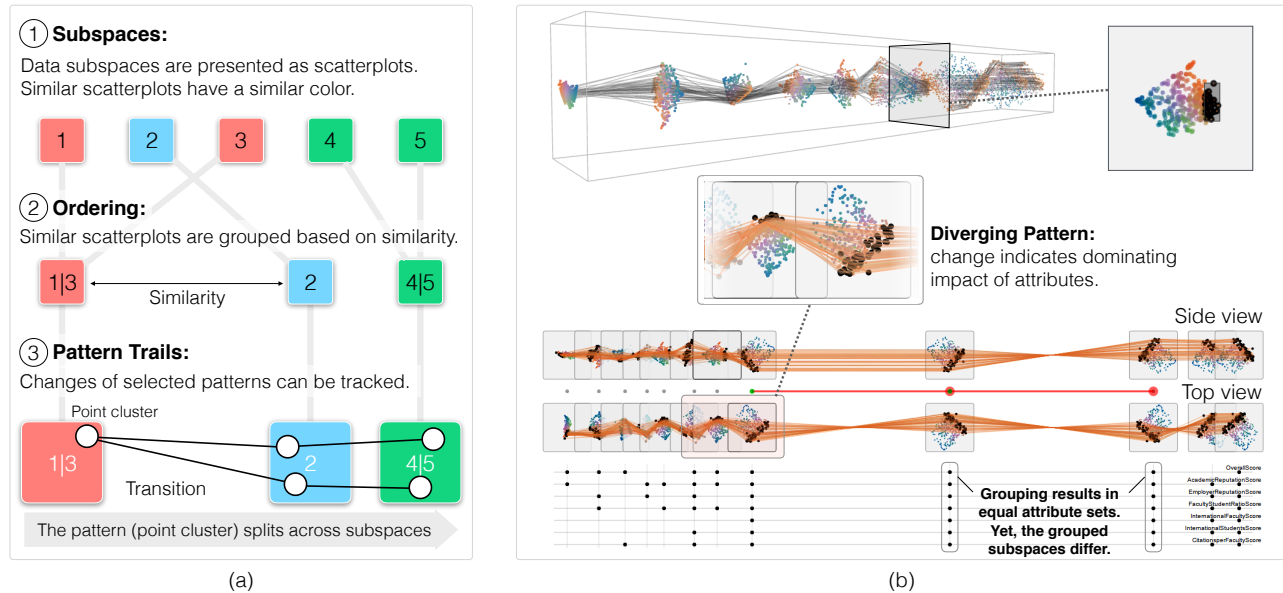 1 Subspaces:
Data subspaces are presented as scatterplots.
Similar scatterplots have a similar color.
1 2 3 4 5
2 Ordering:
Similar scatterplots are grouped based on similarity.
1|3 2 4|5
Similarity
3 Pattern Trails:
Changes of selected patterns can be tracked.
Point cluster
1|3 2 4|5
Transition
The pattern (point cluster) splits across subspaces
(a)
Diverging Pattern:
change indicates dominating
impact of attributes.
Side view
Top view
OverallScore
AcademicReputationScore
EmployerReputationScore
FacultyStudentRatioScore
InternationalFacultyScore
InternationalStudentsScore
CitationsperFacultyScore
Grouping results in
equal attribute sets.
Yet, the grouped
subspaces differ.
(b)